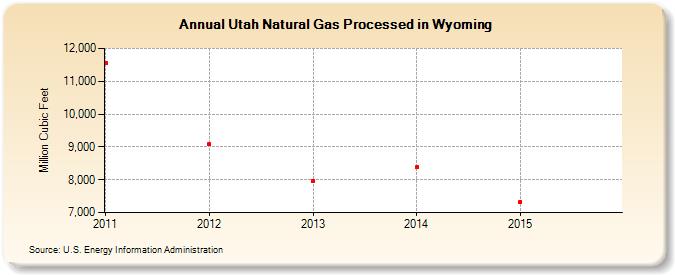 Annual Utah Natural Gas Processed in Wyoming
Million Cubic Feet
12,000
11,000
10,000
9,000
8,000
7,000
2011 2012 2013 2014 2015
Source: U.S. Energy Information Administration